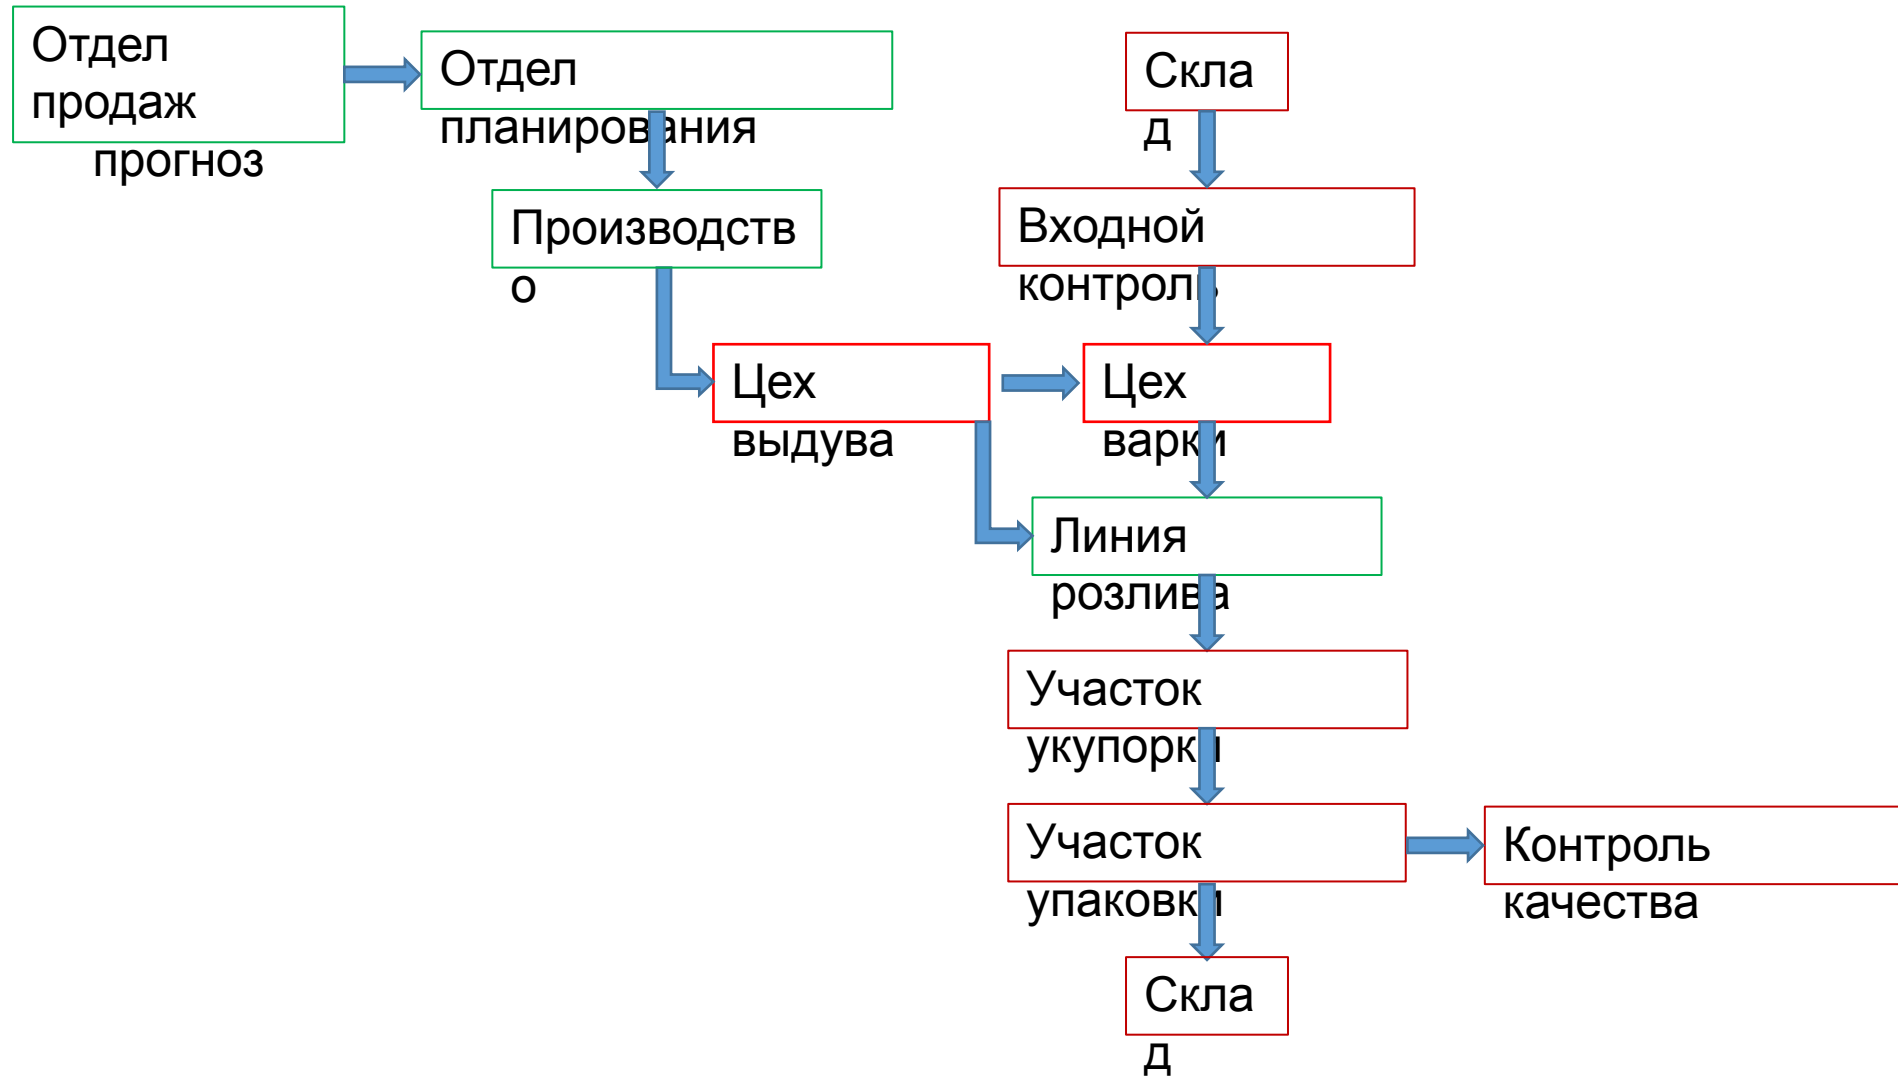 Отдел
продаж
прогноз
Отдел
планирования
Скла
д
Производств
о
Входной
контроль
Цех
выдува
Цех
варки
Линия
розлива
Участок
укупорки
Участок
упаковки
Контроль
качества
Скла
д